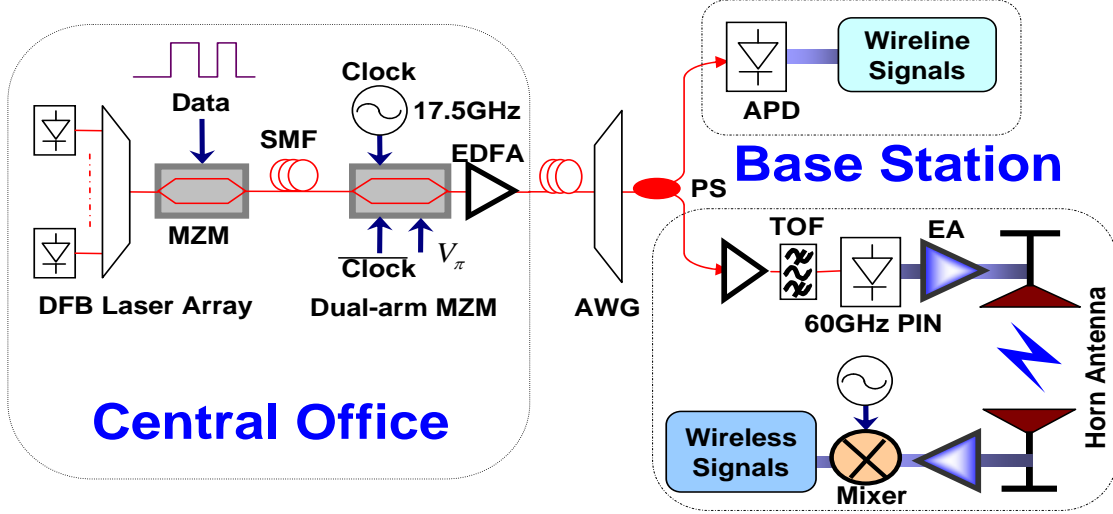 Clock
17.5GHz
Data
SMF
EDFA
MZM
Clock
Vπ
DFB Laser Array
Dual-arm MZM
AWG
Central Office
Wireline
Signals
APD
Base Station
PS
TOF
EA
60GHz PIN
Horn Antenna
Wireless
Signals
Mixer